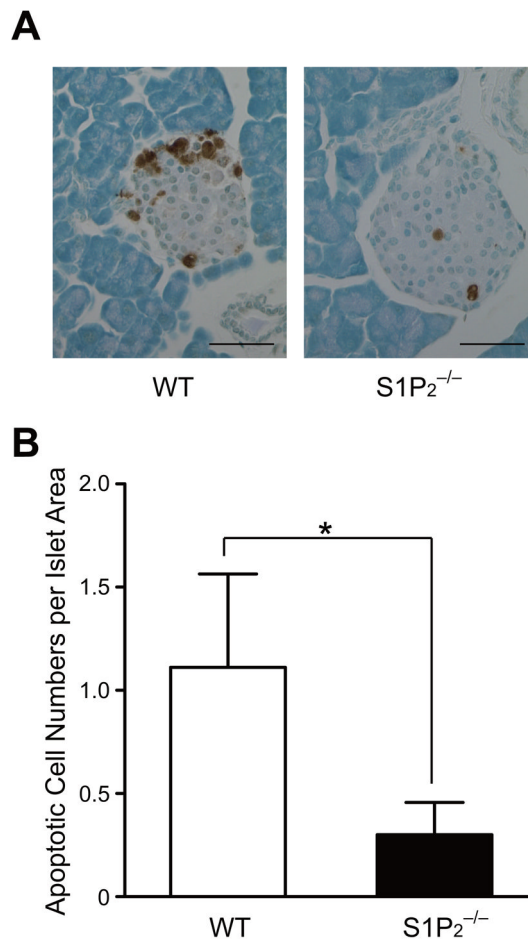 A
WT S1P₂⁻/⁻
B
Apoptotic Cell Numbers per Islet Area
2.0
*
1.5
1.0
0.5
0
WT S1P₂⁻/⁻